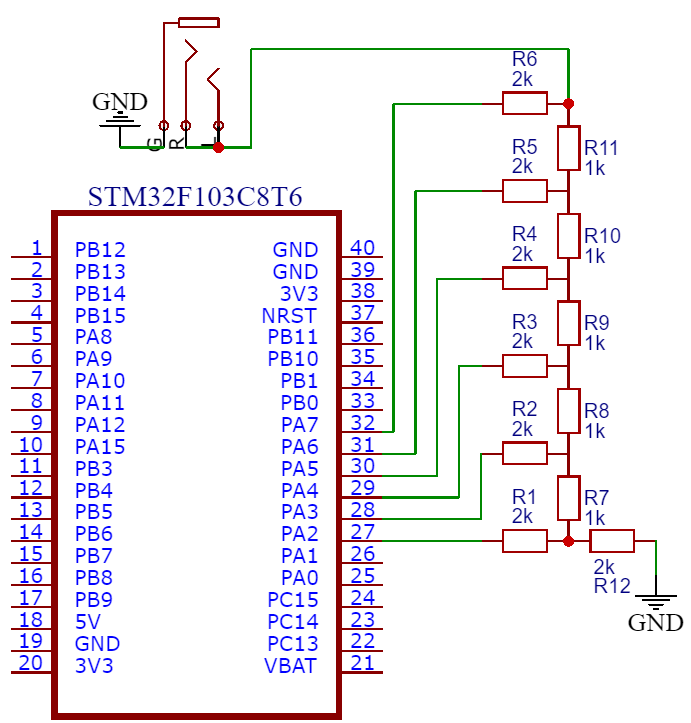 GND
G
R
L
R6
2k
R11
1k
R5
2k
R10
1k
R4
2k
R9
1k
R3
2k
R8
1k
R2
2k
R7
1k
R1
2k
2k
R12
GND
STM32F103C8T6
1 PB12 GND 40
2 PB13 GND 39
3 PB14 3V3 38
4 PB15 NRST 37
5 PA8 PB11 36
6 PA9 PB10 35
7 PA10 PB1 34
8 PA11 PB0 33
9 PA12 PA7 32
10 PA15 PA6 31
11 PB3 PA5 30
12 PB4 PA4 29
13 PB5 PA3 28
14 PB6 PA2 27
15 PB7 PA1 26
16 PB8 PA0 25
17 PB9 PC15 24
18 5V PC14 23
19 GND PC13 22
20 3V3 VBAT 21